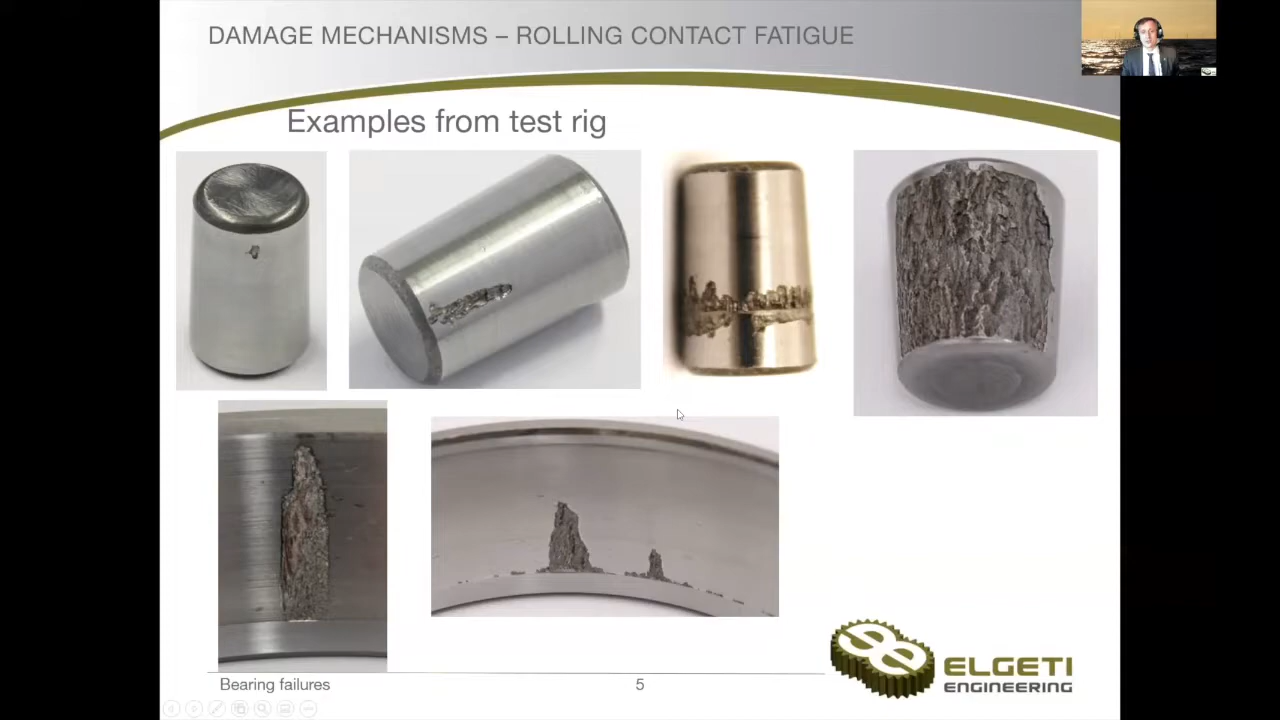 DAMAGE MECHANISMS – ROLLING CONTACT FATIGUE
Examples from test rig
ELGETI
ENGINEERING
Bearing failures
5